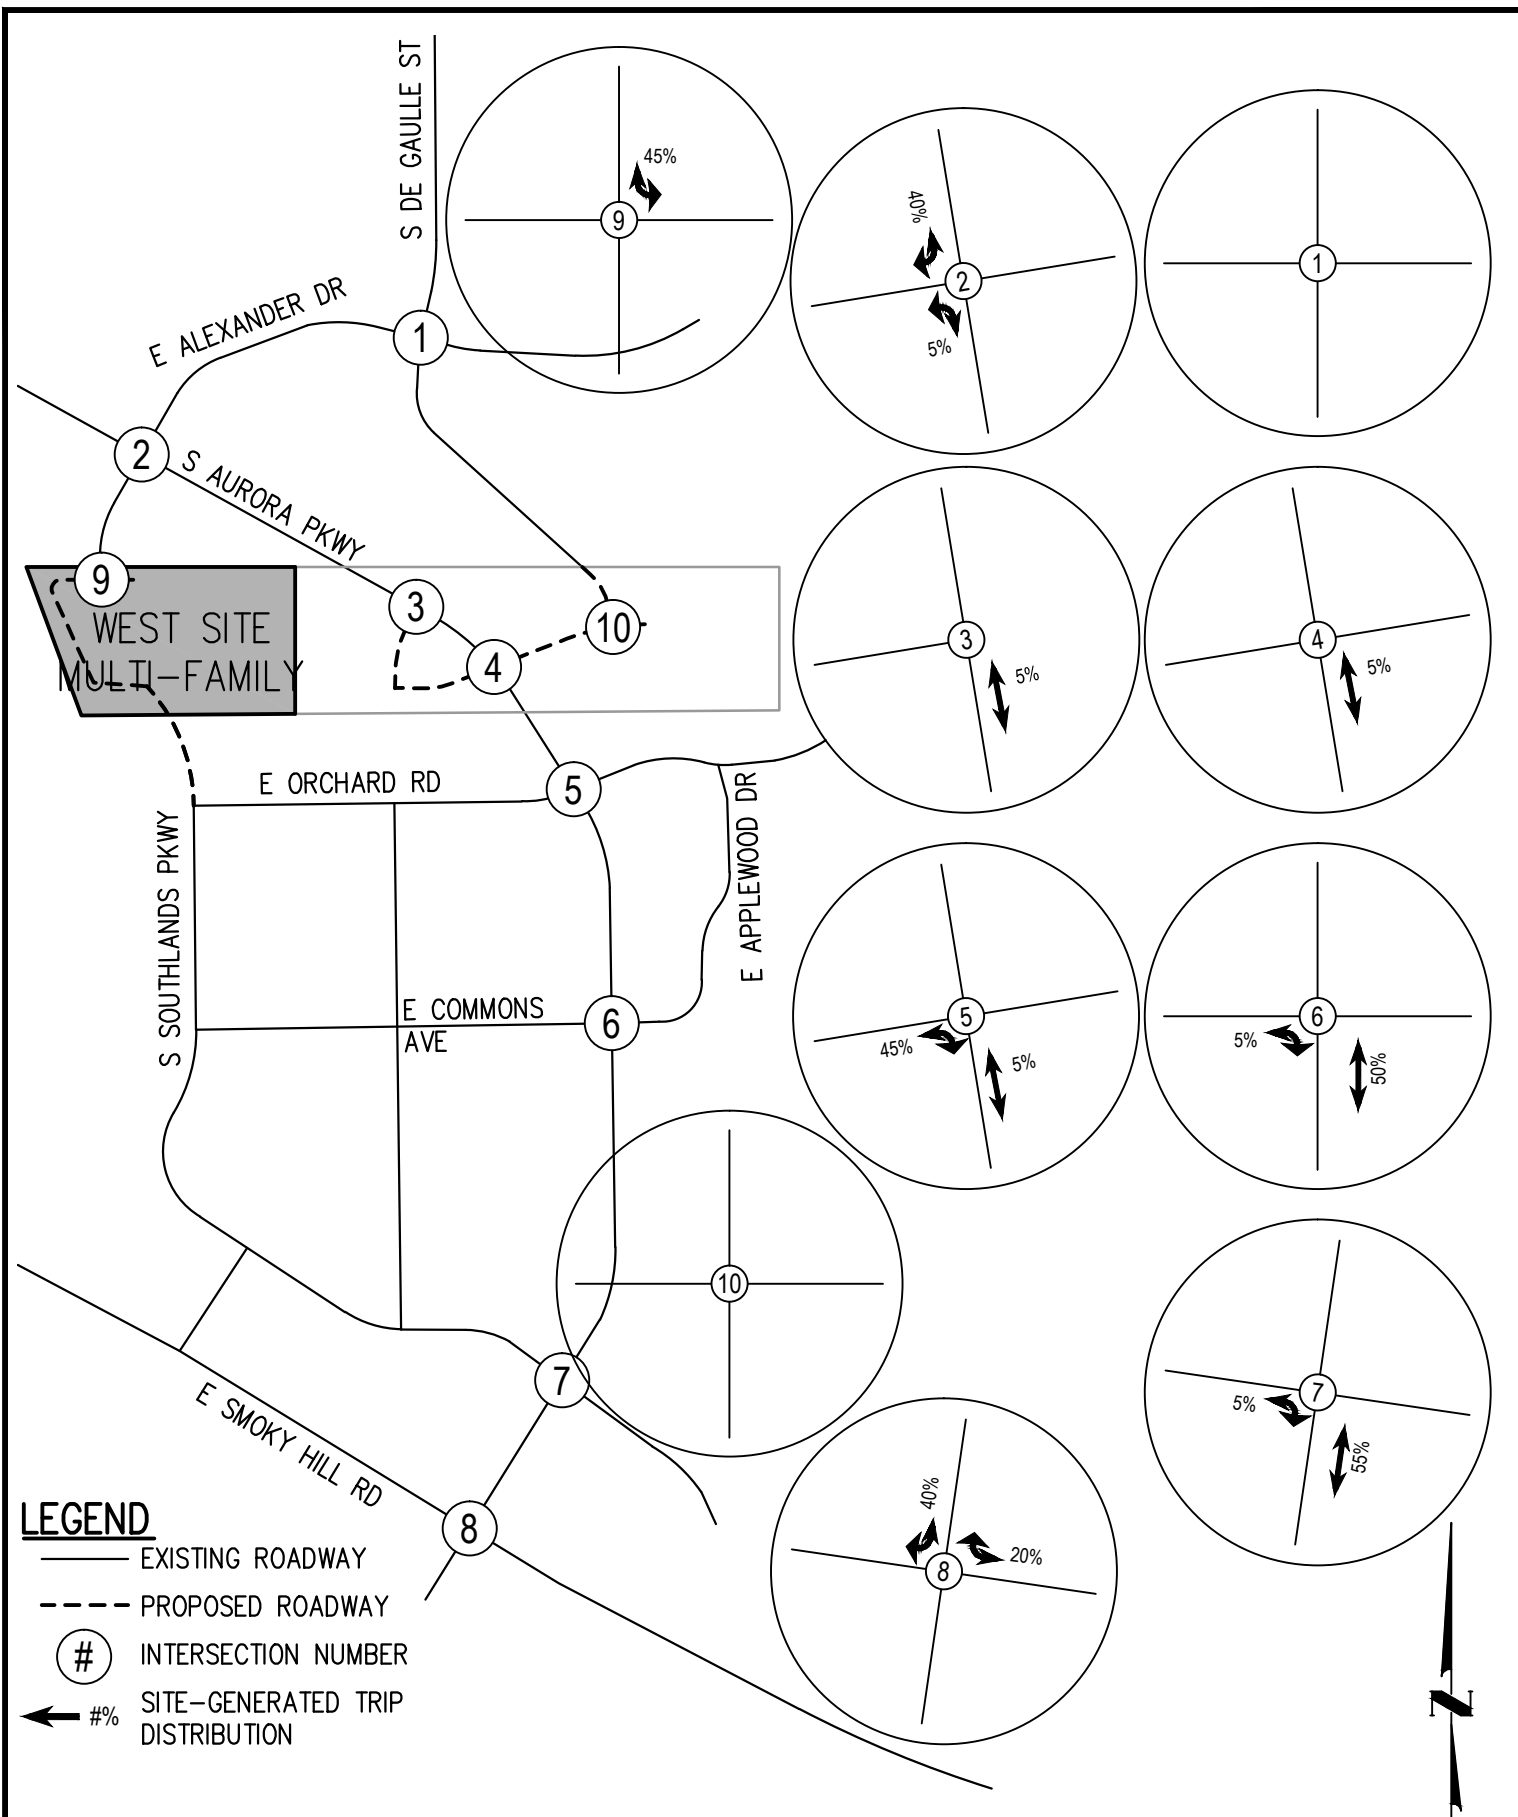 S DE GAULLE ST
45%
9
40%
2
5%
1
E ALEXANDER DR
1
2
S AURORA PKWY
9
3
10
4
WEST SITE
MULTI-FAMILY
3
5%
4
5%
E ORCHARD RD
5
E APPLEWOOD DR
S SOUTHLANDS PKWY
E COMMONS
AVE
6
5
45%
5%
6
5%
50%
10
7
7
5%
55%
E SMOKY HILL RD
8
40%
8
20%
LEGEND
EXISTING ROADWAY
PROPOSED ROADWAY
# INTERSECTION NUMBER
#% SITE-GENERATED TRIP
DISTRIBUTION
N